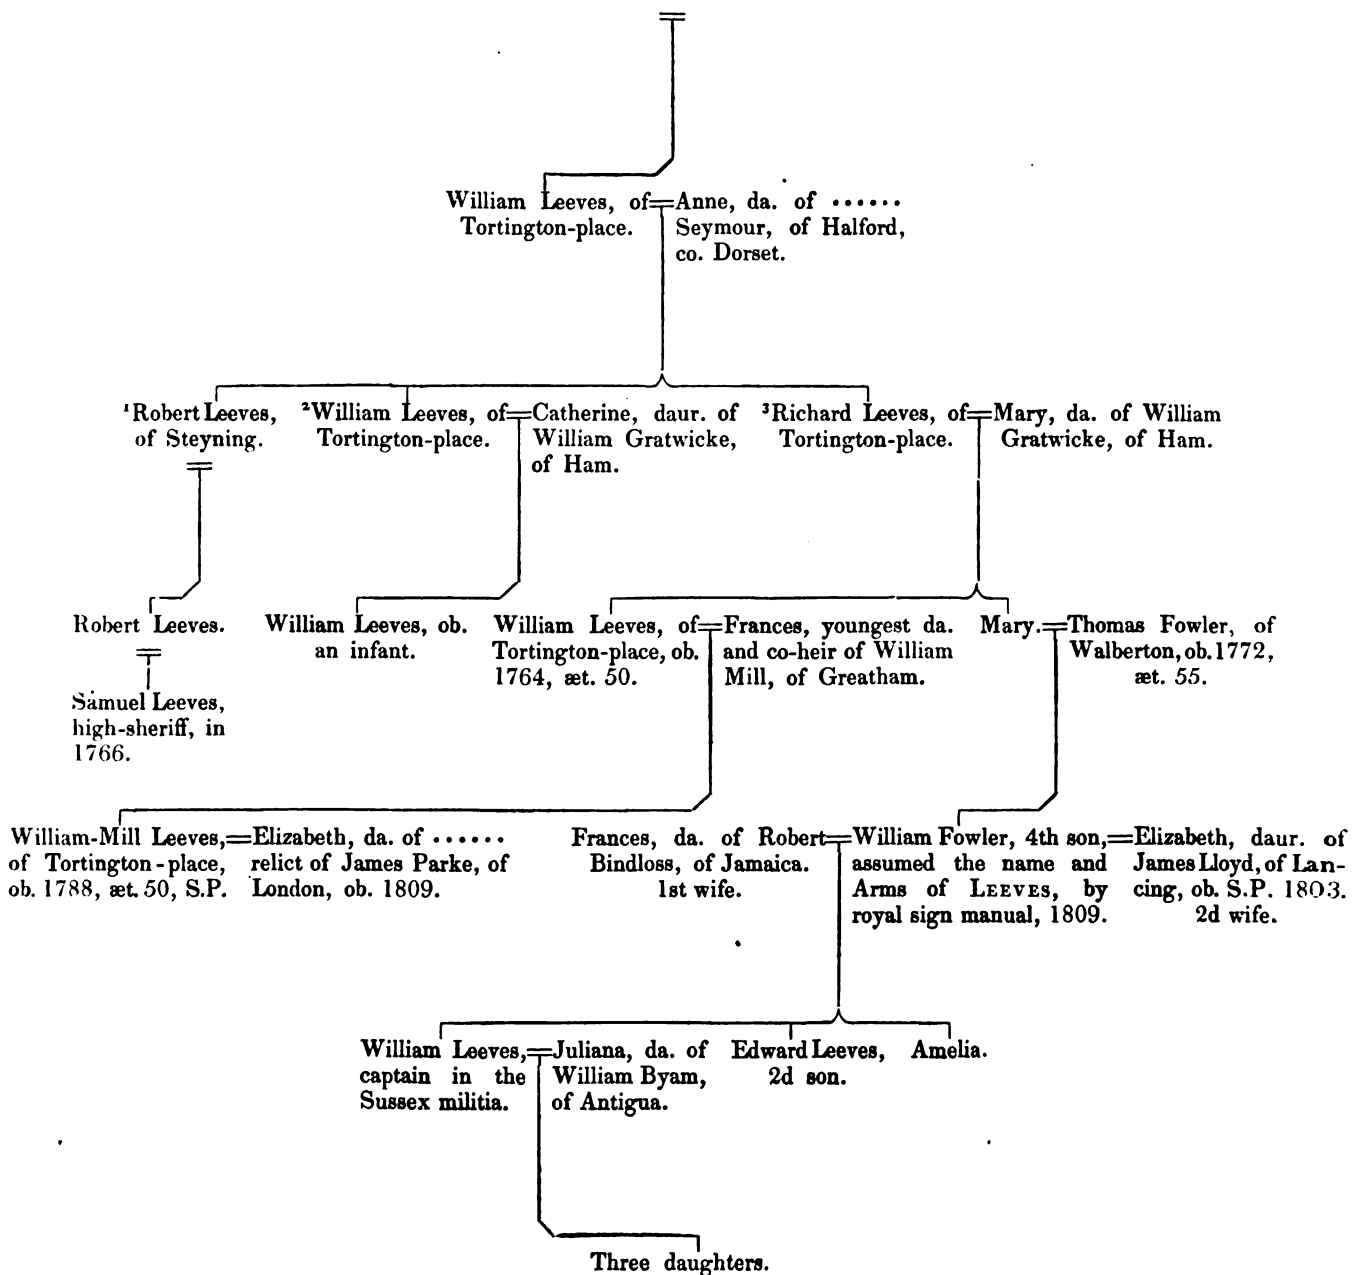 William Leeves, of=Anne, da. of ......
Tortington-place. Seymour, of Halford,
co. Dorset.
¹Robert Leeves,
of Steyning.
²William Leeves, of=Catherine, daur. of
Tortington-place. William Gratwicke,
of Ham.
³Richard Leeves, of=Mary, da. of William
Tortington-place. Gratwicke, of Ham.
Robert Leeves.
Samuel Leeves,
high-sheriff, in
1766.
William Leeves, ob.
an infant.
William Leeves, of=Frances, youngest da.
Tortington-place, ob. and co-heir of William
1764, æt. 50. Mill, of Greatham.
Mary.=Thomas Fowler, of
Walberton, ob. 1772,
æt. 55.
William-Mill Leeves,=Elizabeth, da. of ......
of Tortington-place, relict of James Parke, of
ob. 1788, æt. 50, S.P. London, ob. 1809.
Frances, da. of Robert=William Fowler, 4th son,=Elizabeth, daur. of
Bindloss, of Jamaica. assumed the name and James Lloyd, of Lan-
1st wife. Arms of LEEVES, by cing, ob. S.P. 1803.
royal sign manual, 1809. 2d wife.
William Leeves,=Juliana, da. of
captain in the William Byam,
Sussex militia. of Antigua.
Edward Leeves,
2d son.
Amelia.
Three daughters.